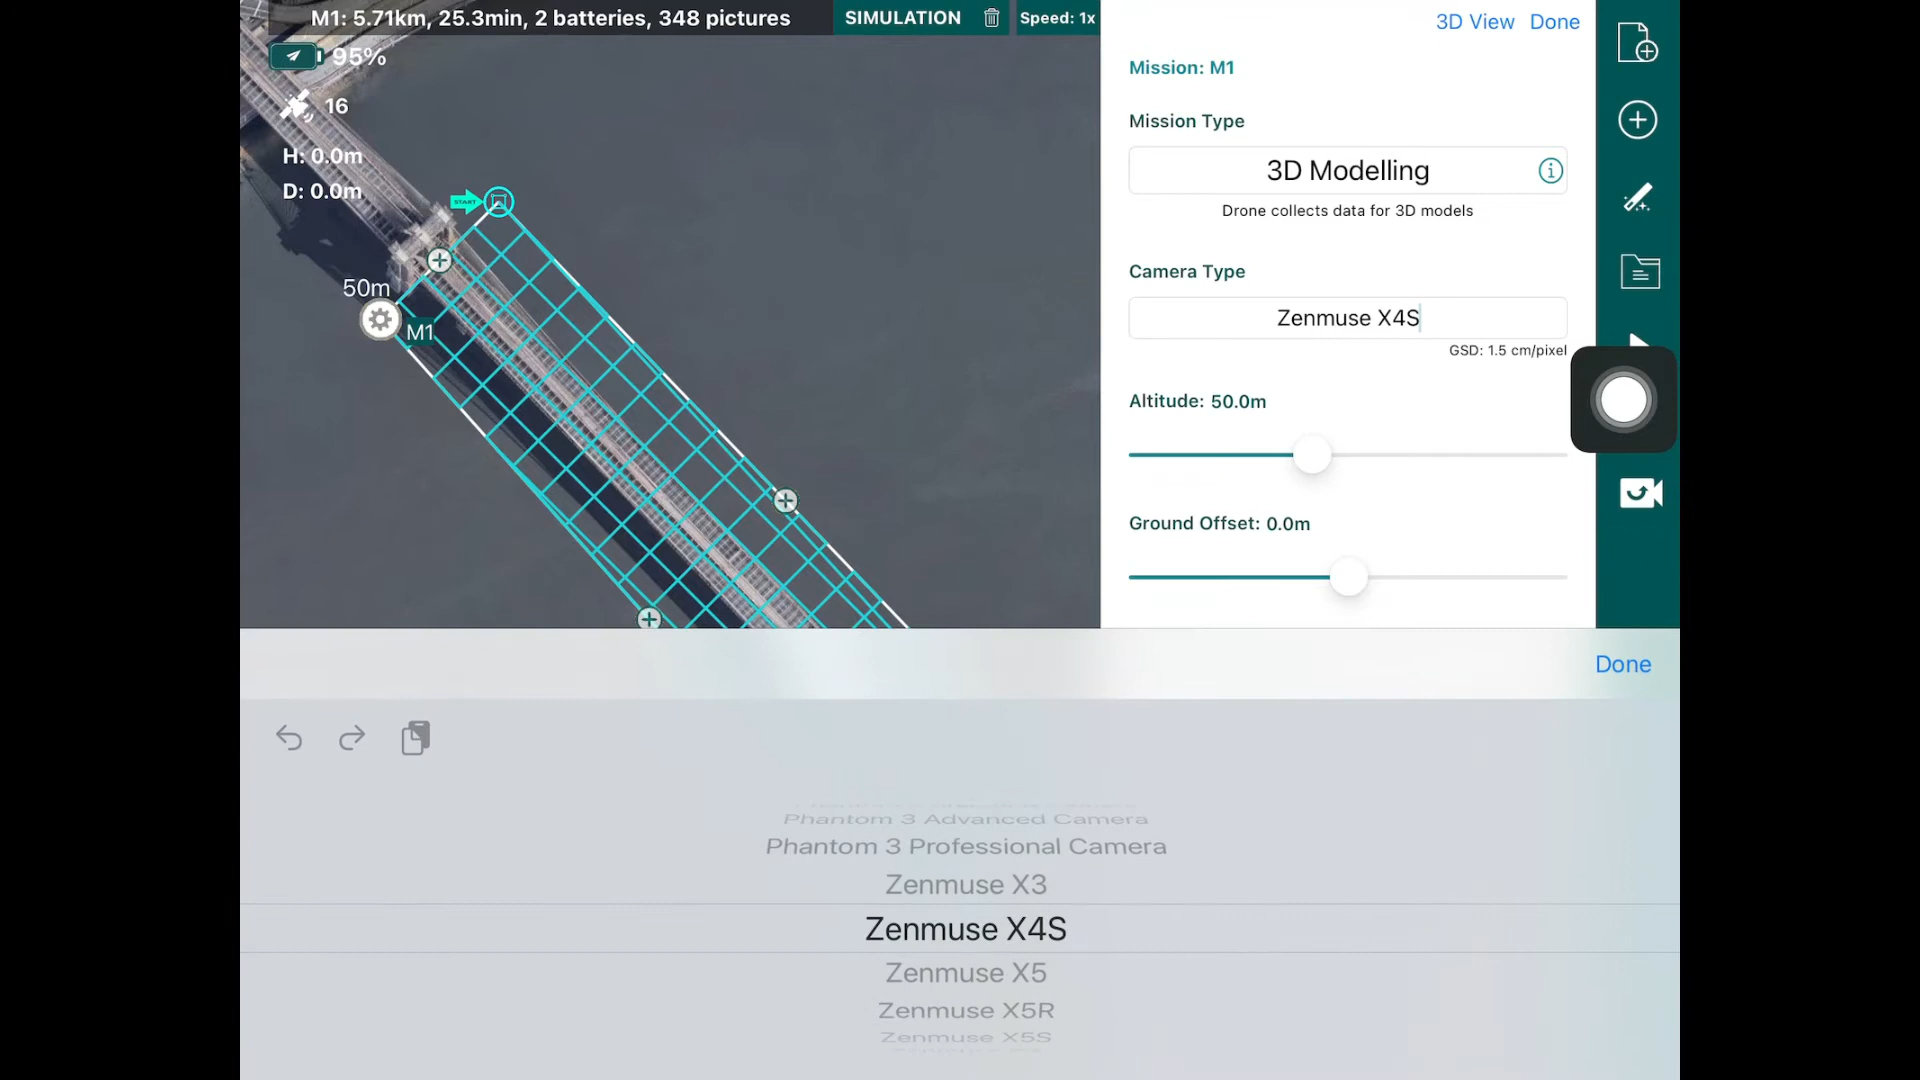 M1: 5.71km, 25.3min, 2 batteries, 348 pictures
SIMULATION
Speed: 1x
95%
16
H: 0.0m
D: 0.0m
START
50m
M1
3D View Done
Mission: M1
Mission Type
3D Modelling
Drone collects data for 3D models
Camera Type
Zenmuse X4S
GSD: 1.5 cm/pixel
Altitude: 50.0m
Ground Offset: 0.0m
Done
Phantom 3 Advanced Camera
Phantom 3 Professional Camera
Zenmuse X3
Zenmuse X4S
Zenmuse X5
Zenmuse X5R
Zenmuse X5S